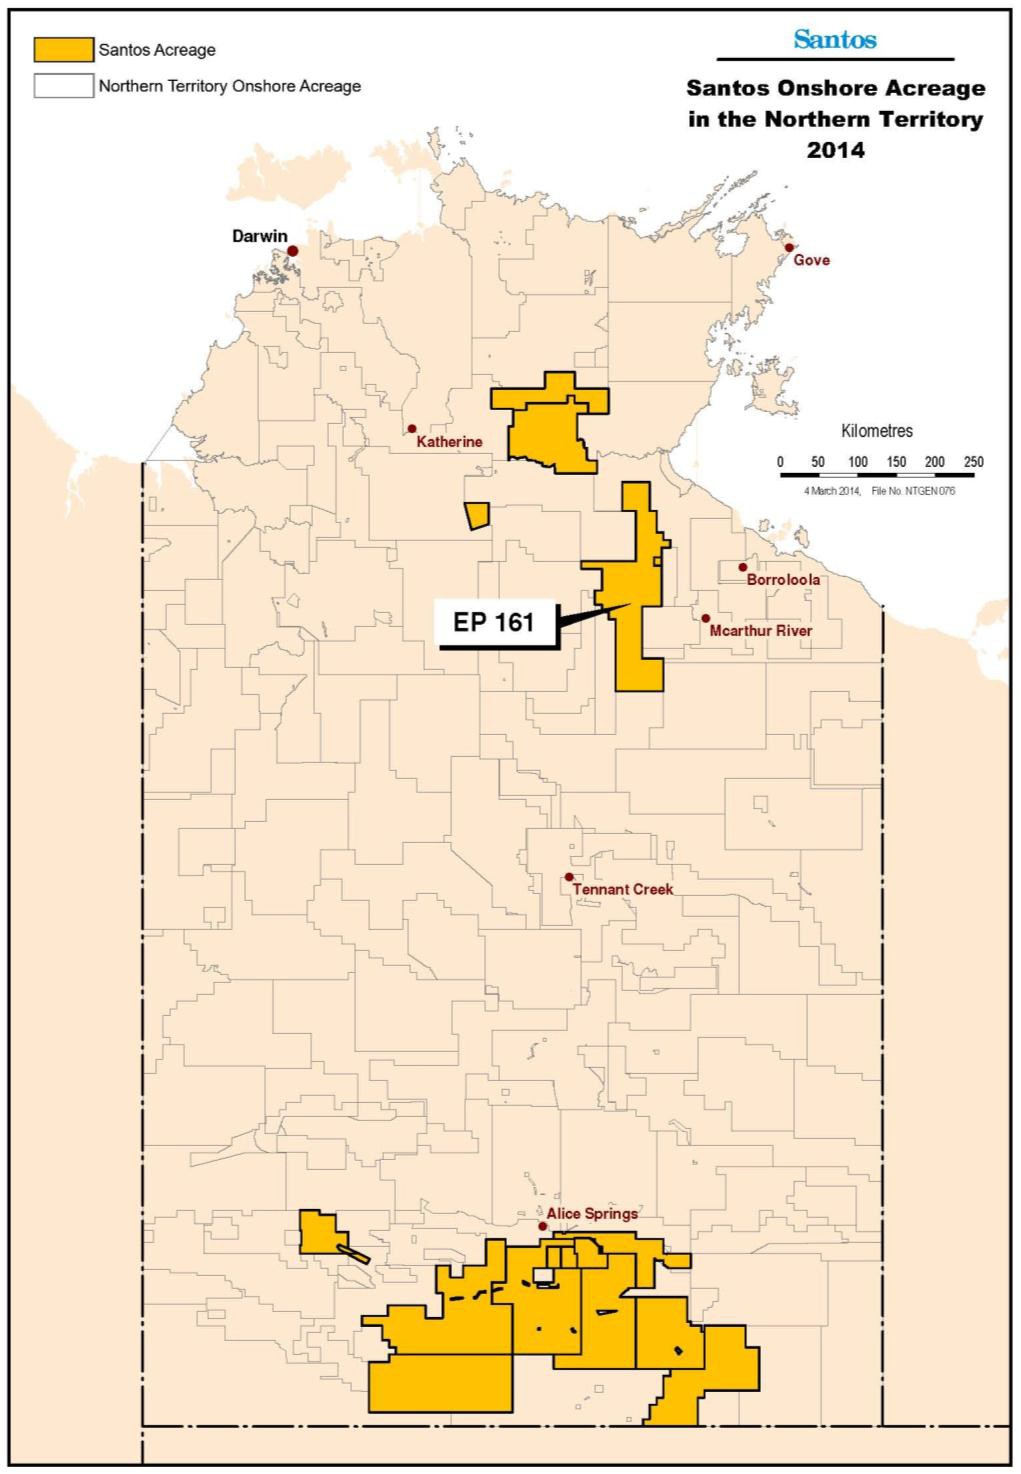 Santos Acreage
Northern Territory Onshore Acreage
Santos
Santos Onshore Acreage
in the Northern Territory
2014
Darwin
Gove
Katherine
Kilometres
0 50 100 150 200 250
4 March 2014, File No. NTGEN 076
Borroloola
EP 161
Mcarthur River
Tennant Creek
Alice Springs